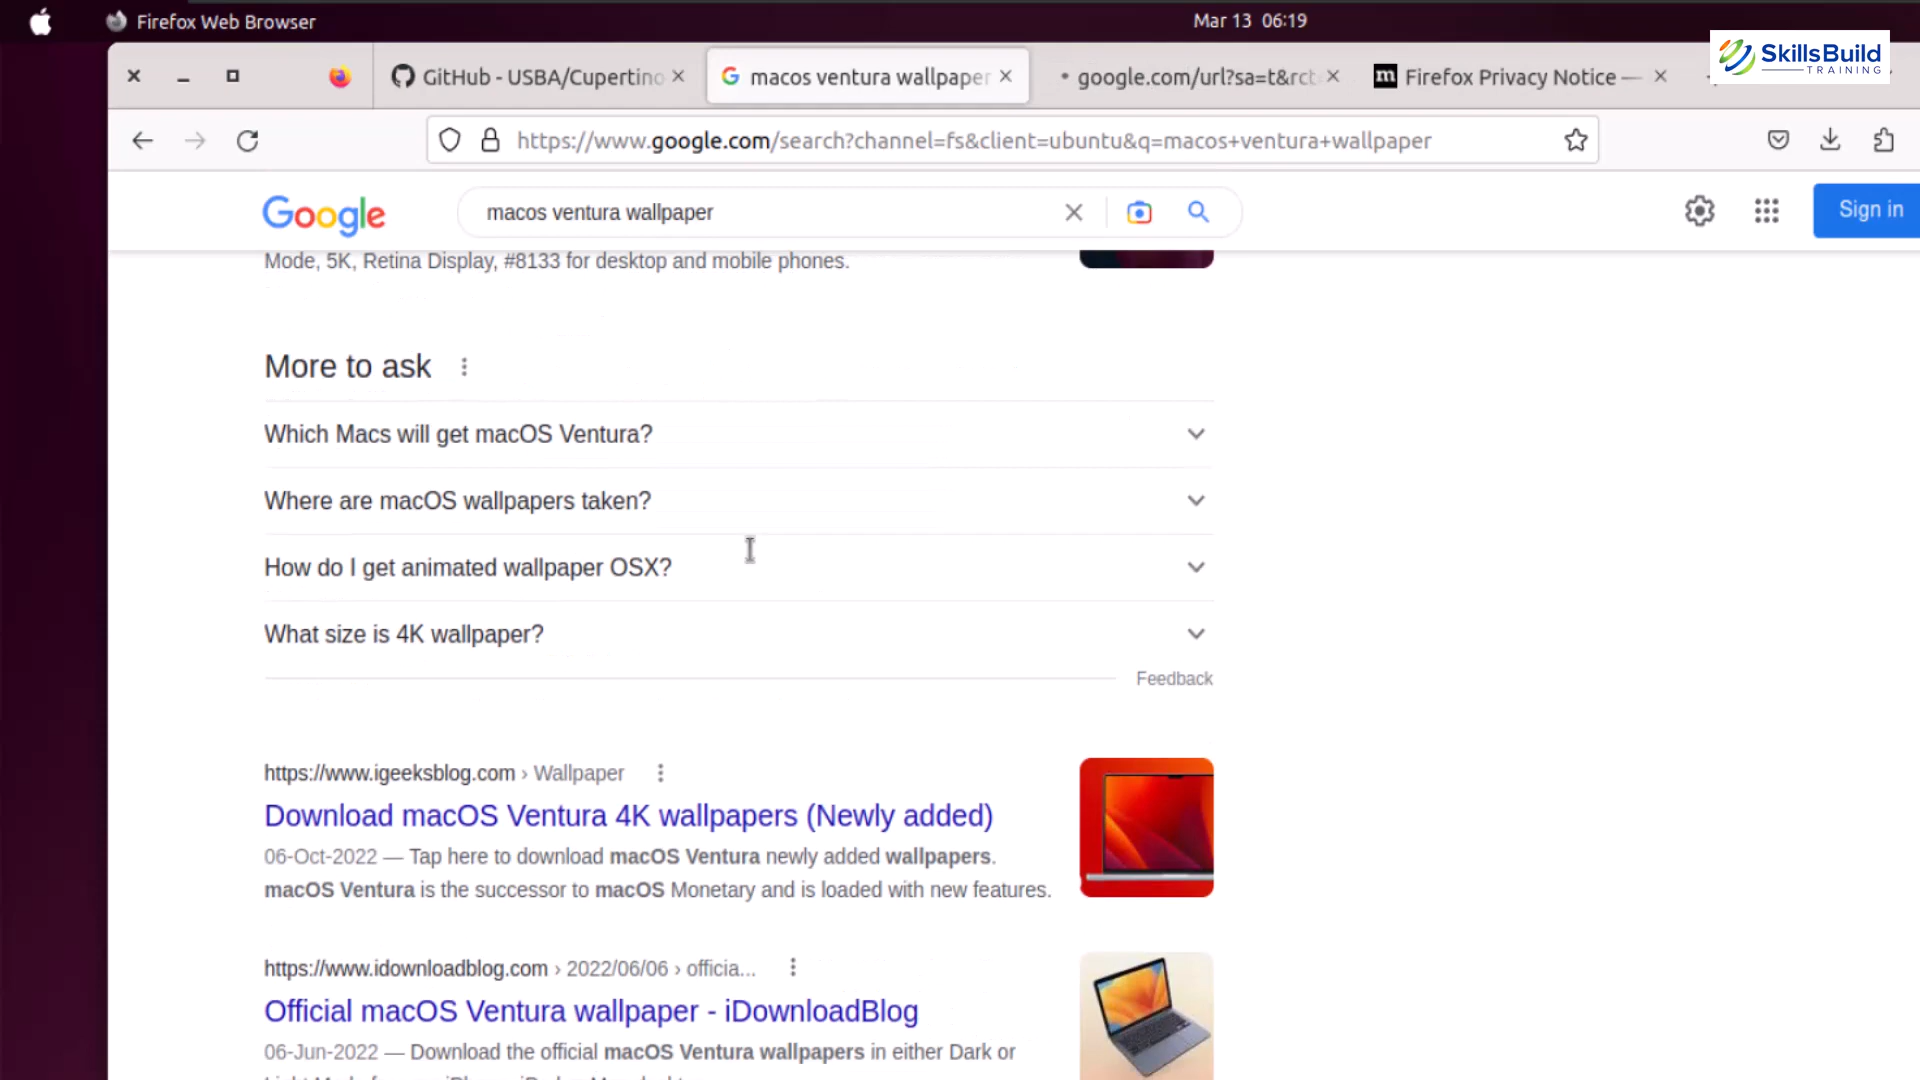 Firefox Web Browser
Mar 13 06:19
SkillsBuild
TRAINING
GitHub - USBA/Cupertino
macos ventura wallpaper
google.com/url?sa=t&rct
Firefox Privacy Notice —
https://www.google.com/search?channel=fs&client=ubuntu&q=macos+ventura+wallpaper
Google
macos ventura wallpaper
Sign in
Mode, 5K, Retina Display, #8133 for desktop and mobile phones.
More to ask
Which Macs will get macOS Ventura?
Where are macOS wallpapers taken?
How do I get animated wallpaper OSX?
What size is 4K wallpaper?
Feedback
https://www.igeeksblog.com › Wallpaper
Download macOS Ventura 4K wallpapers (Newly added)
06-Oct-2022 — Tap here to download macOS Ventura newly added wallpapers.
macOS Ventura is the successor to macOS Monetary and is loaded with new features.
https://www.idownloadblog.com › 2022/06/06 › officia...
Official macOS Ventura wallpaper - iDownloadBlog
06-Jun-2022 — Download the official macOS Ventura wallpapers in either Dark or